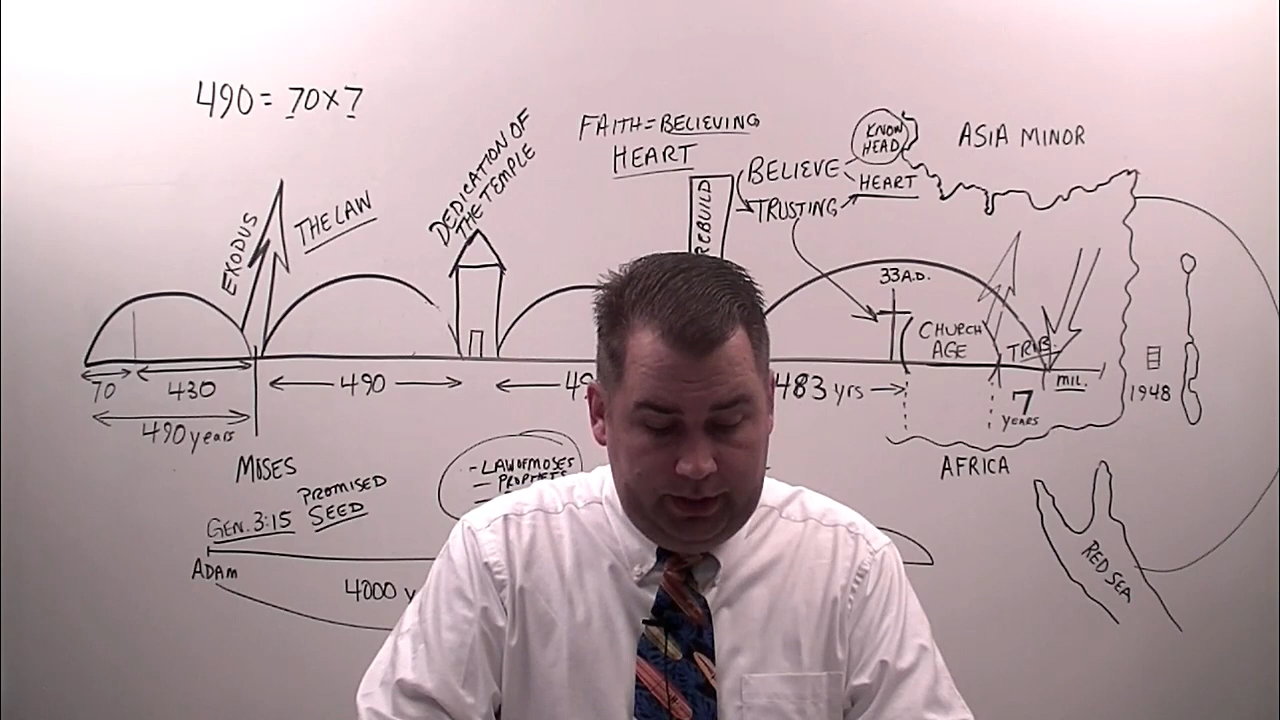 490 = 70x7
EXODUS
THE LAW
DEDICATION OF
THE TEMPLE
FAITH=BELIEVING
HEART
REBUILD
BELIEVE
TRUSTING
KNOW
HEAD
HEART
ASIA MINOR
33A.D.
CHURCH
AGE
TRIB.
MIL.
7
YEARS
1948
70
430
490
483 yrs
490 years
MOSES
GEN. 3:15
PROMISED
SEED
- LAW OF MOSES
- PROPHETS
ADAM
4000
AFRICA
RED SEA